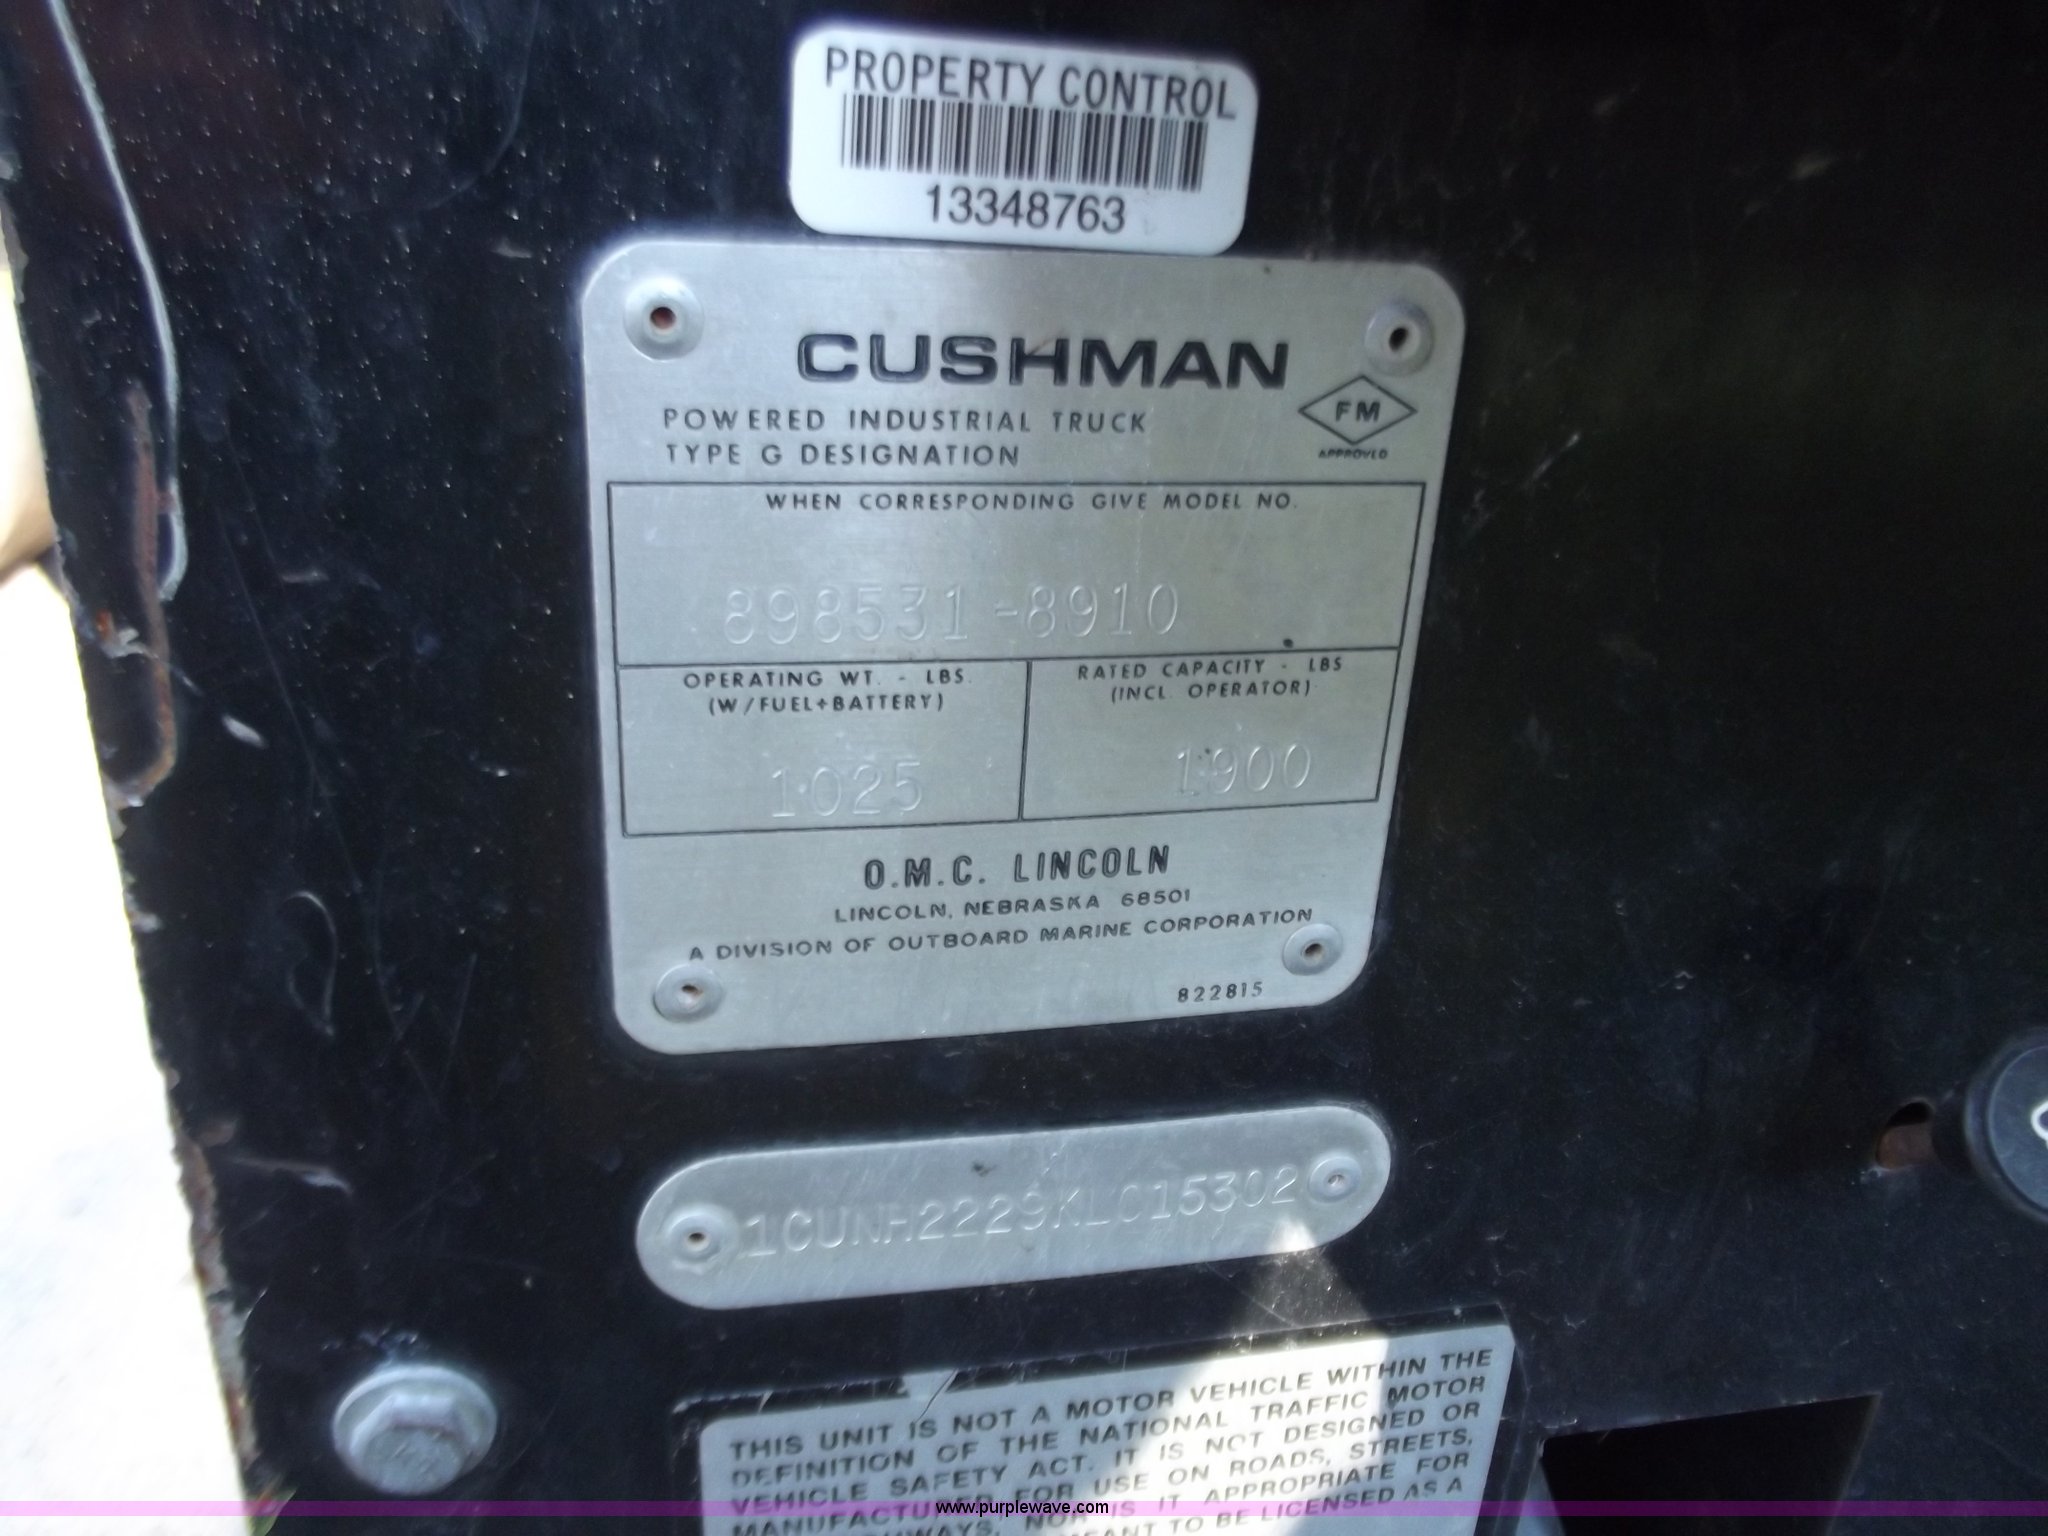 PROPERTY CONTROL
13348763
CUSHMAN
POWERED INDUSTRIAL TRUCK
TYPE G DESIGNATION
FM
APPROVED
WHEN CORRESPONDING GIVE MODEL NO.
898531-8910
OPERATING WT. - LBS.
(W/FUEL+BATTERY)
1025
RATED CAPACITY - LBS
(INCL. OPERATOR)
1900
O.M.C. LINCOLN
LINCOLN, NEBRASKA 68501
A DIVISION OF OUTBOARD MARINE CORPORATION
822815
1CUNH2229KL015302
THIS UNIT IS NOT A MOTOR VEHICLE WITHIN THE
DEFINITION OF THE NATIONAL TRAFFIC MOTOR
VEHICLE SAFETY ACT. IT IS NOT DESIGNED OR
MANUFACTURED FOR USE ON ROADS, STREETS,
NOR IS IT APPROPRIATE FOR
TO BE LICENSED AS A
www.purplewave.com